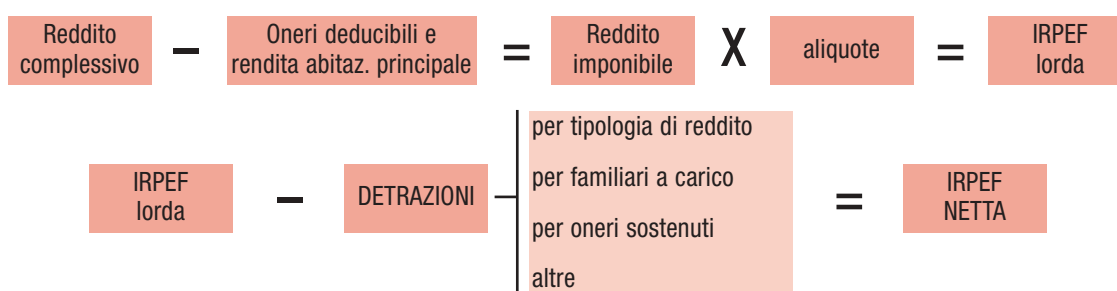 Reddito
complessivo
–
Oneri deducibili e
rendita abitaz. principale
=
Reddito
imponibile
X
aliquote
=
IRPEF
lorda
IRPEF
lorda
–
DETRAZIONI
per tipologia di reddito
per familiari a carico
per oneri sostenuti
altre
=
IRPEF
NETTA